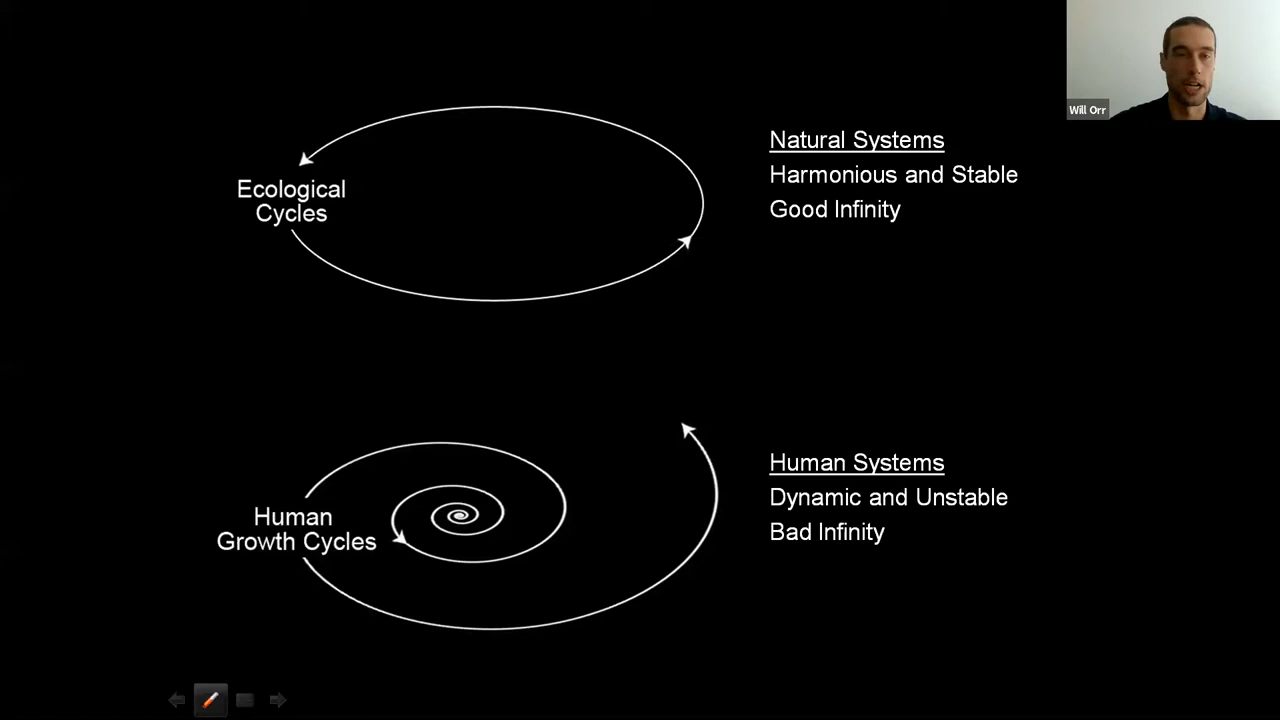 Will Orr
Natural Systems
Harmonious and Stable
Good Infinity
Ecological
Cycles
Human Systems
Dynamic and Unstable
Bad Infinity
Human
Growth Cycles